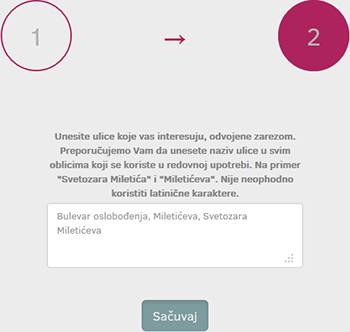 1
→
2
Unesite ulice koje vas interesuju, odvojene zarezom.
Preporučujemo Vam da unesete naziv ulice u svim
oblicima koji se koriste u redovnoj upotrebi. Na primer
"Svetozara Miletića" i "Miletićeva". Nije neophodno
koristiti latinične karaktere.
Bulevar oslobođenja, Miletićeva, Svetozara
Miletićeva
Sačuvaj